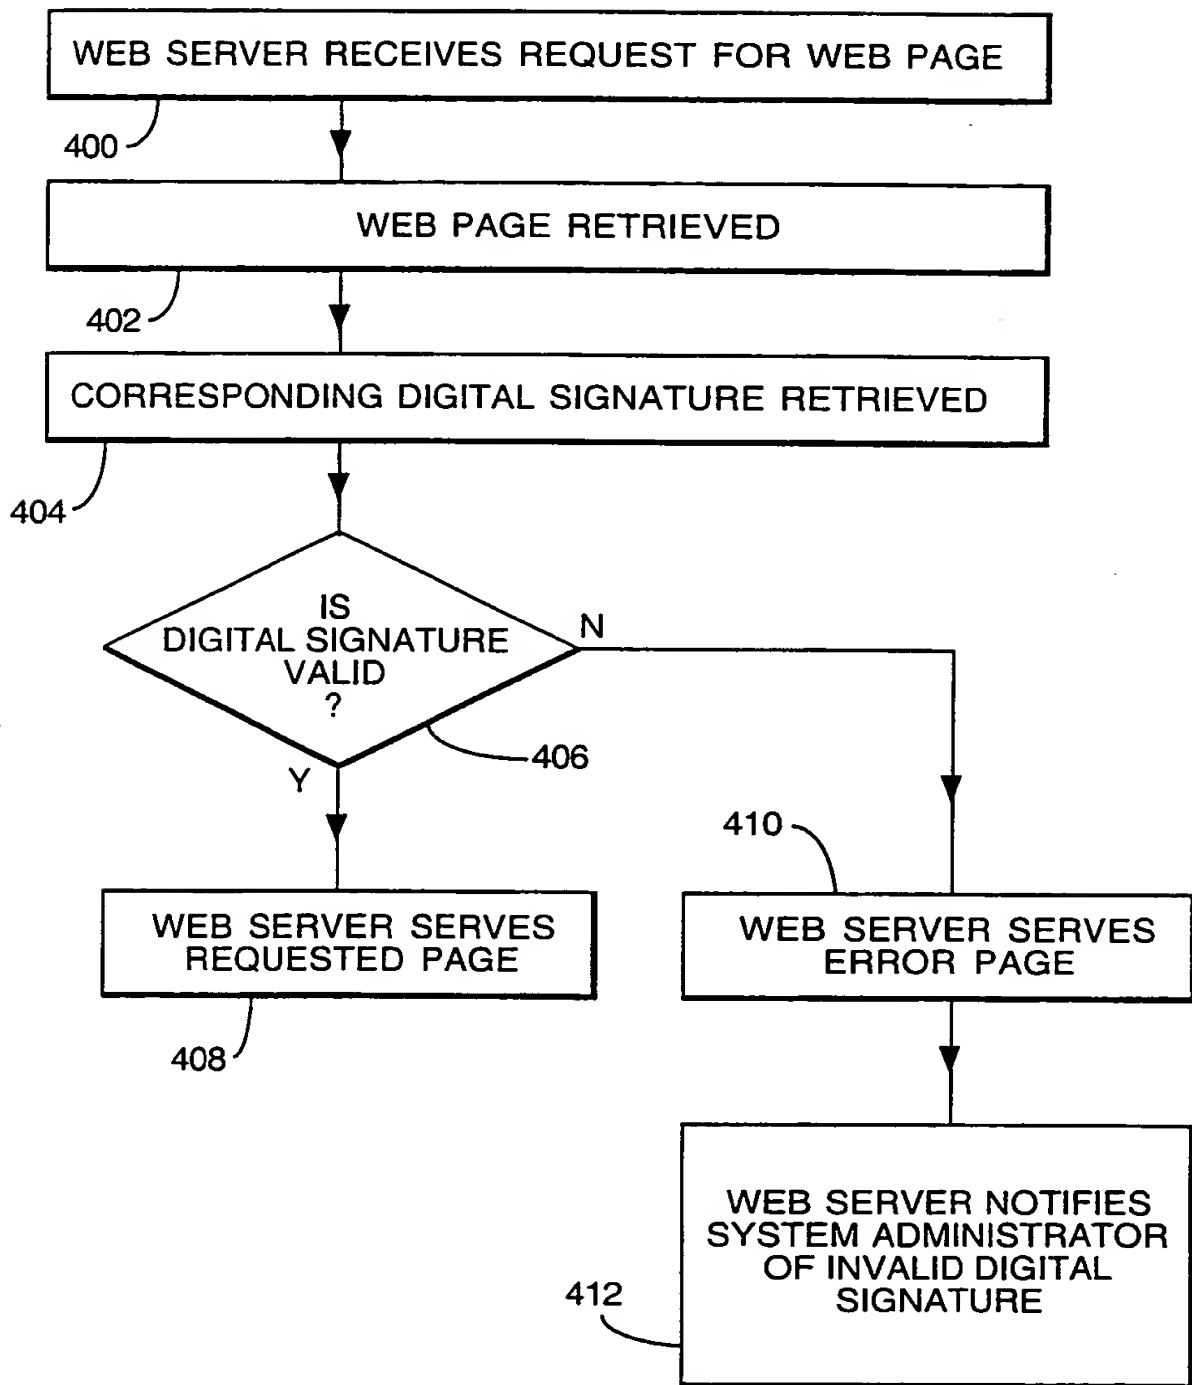 WEB SERVER RECEIVES REQUEST FOR WEB PAGE
400
WEB PAGE RETRIEVED
402
CORRESPONDING DIGITAL SIGNATURE RETRIEVED
404
IS
DIGITAL SIGNATURE
VALID
?
N
406
Y
410
WEB SERVER SERVES
REQUESTED PAGE
408
WEB SERVER SERVES
ERROR PAGE
WEB SERVER NOTIFIES
SYSTEM ADMINISTRATOR
OF INVALID DIGITAL
SIGNATURE
412